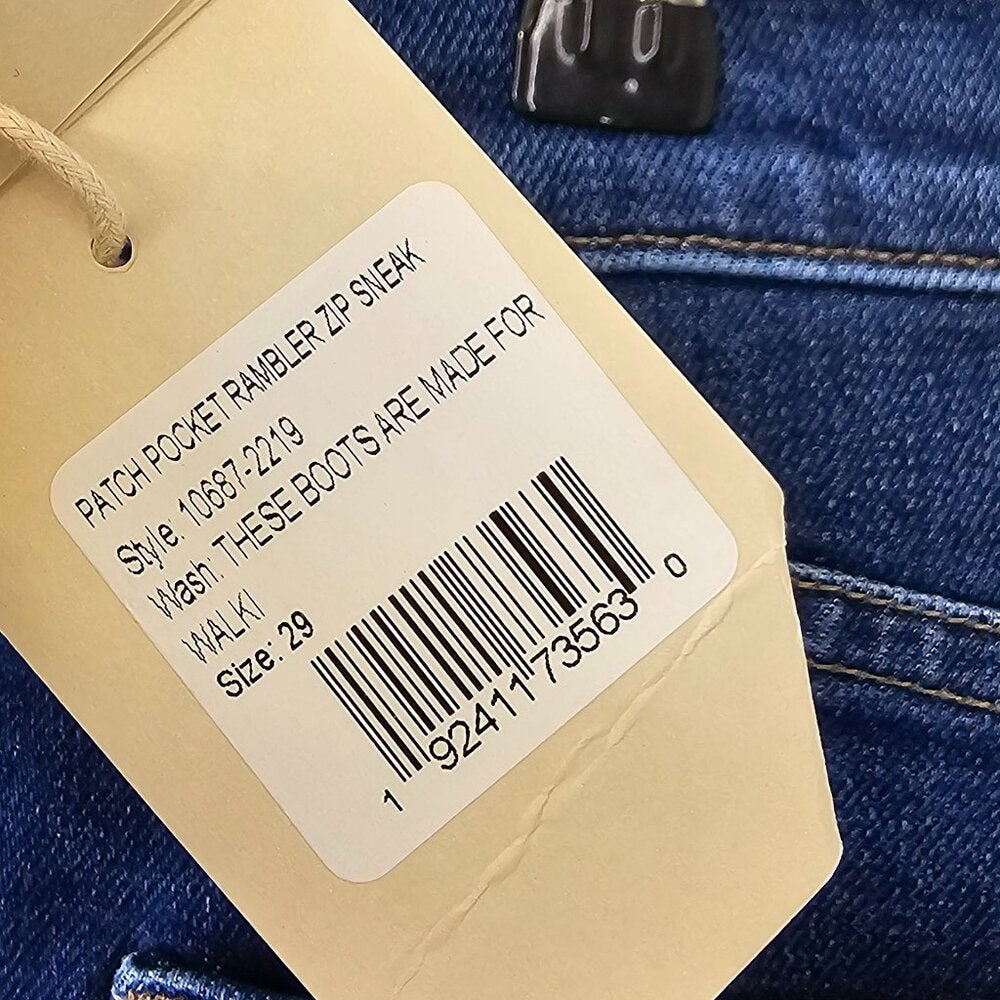 PATCH POCKET RAMBLER ZIP SNEAK
Style: 10687-2219
Wash: THESE BOOTS ARE MADE FOR
WALKI
Size: 29
1 92411 73563 0